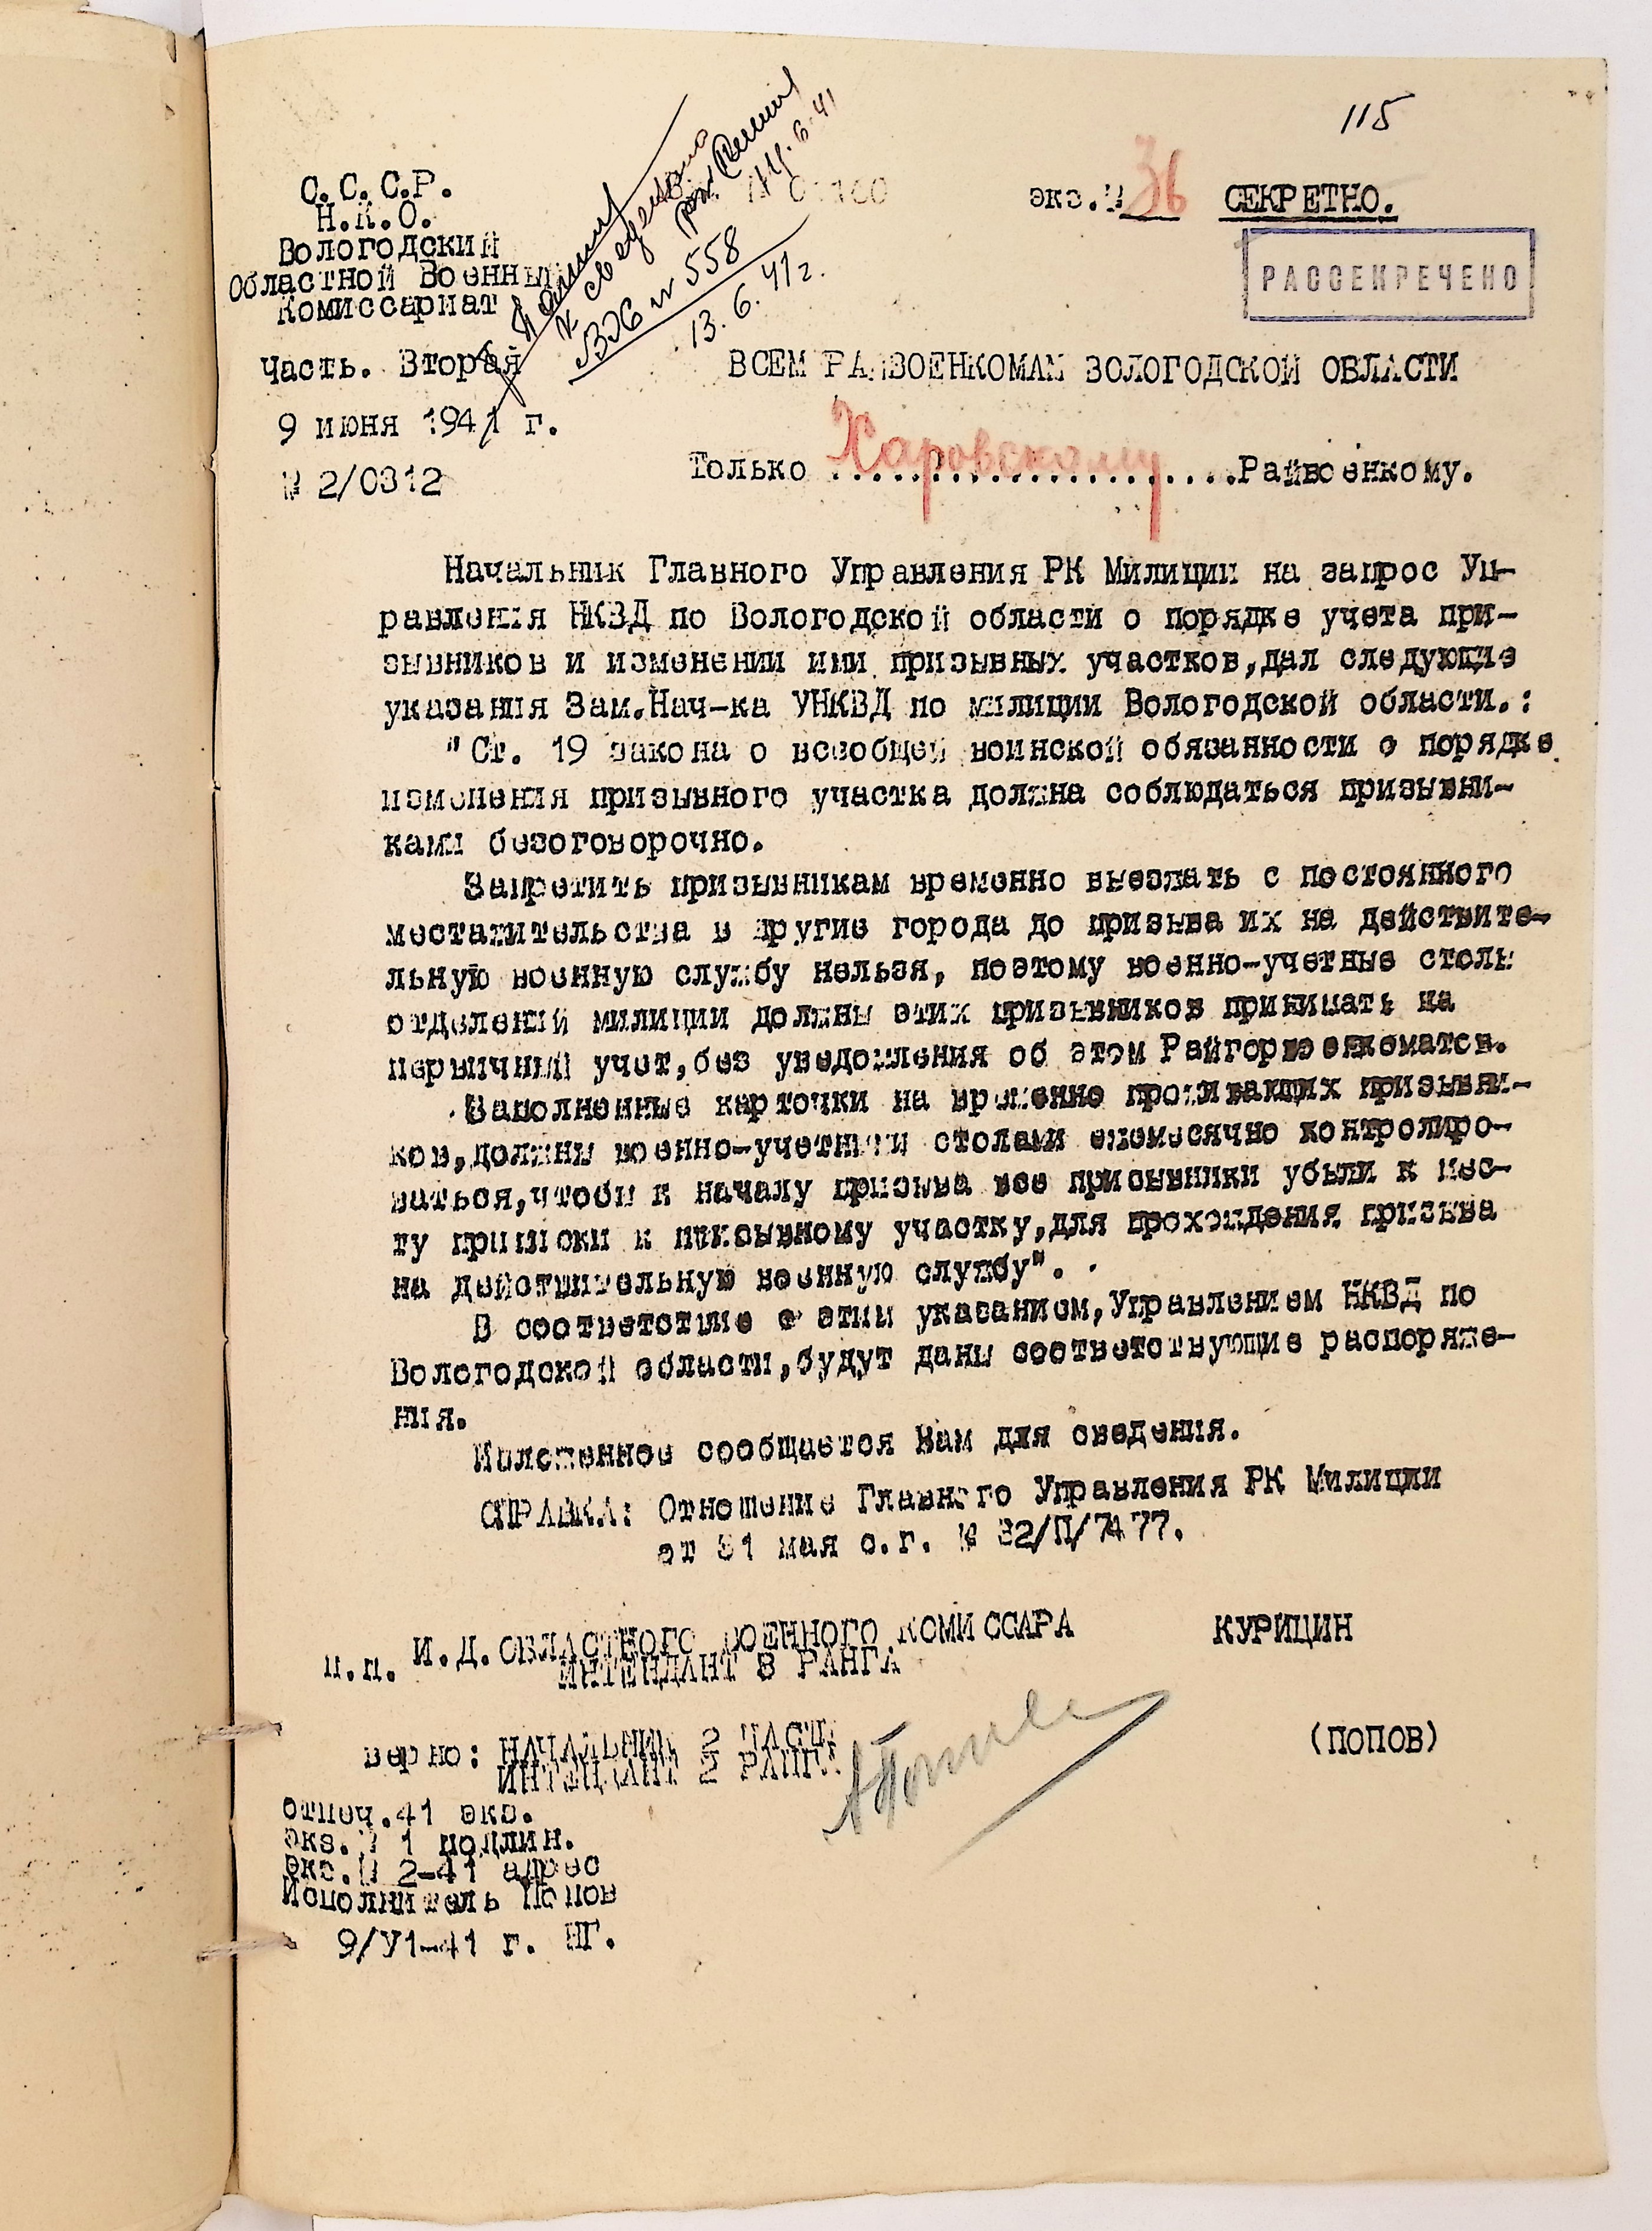 115
С.С.С.Р.
Н.К.О.
Вологодский
Областной Военный
Комиссариат
Часть. Вторая
9 июня 1941 г.
№ 2/0312
к сведению
Вх № 558
13.6.41 г.
14.6.41
экз.№ 36 СЕКРЕТНО.
РАССЕКРЕЧЕНО
ВСЕМ РАЙВОЕНКОМАМ ВОЛОГОДСКОЙ ОБЛАСТИ
Только Харовскому Райвоенкому.
Начальник Главного Управления РК Милиции на запрос Уп-
равления НКВД по Вологодской области о порядке учета при-
зывников и изменении ими призывных участков,дал следующие
указания Зам.Нач-ка УНКВД по милиции Вологодской области.:
"Ст. 19 закона о всеобщей воинской обязанности о порядке
изменения призывного участка должна соблюдаться призывни-
ками безоговорочно.
Запретить призывникам временно выезжать с постоянного
местажительства в другие города до призыва их на действите-
льную военную службу нельзя, поэтому военно-учетные столы
отделений милиции должны этих призывников принимать на
первичный учет,без уведомления об этом Райгорвоенкоматов.
Заполненные карточки на временно проживающих призывни-
ков,должны военно-учетными столами ежемесячно контролиро-
ваться,чтобы к началу призыва все призывники убыли к мес-
ту приписки к призывному участку,для прохождения призыва
на действительную военную службу".
В соответствие с этим указанием,Управлением НКВД по
Вологодской области,будут даны соответствующие распоряже-
ния.
Изложенное сообщается Вам для сведения.
СПРАВКА: Отношение Главного Управления РК Милиции
от 31 мая с.г. № 32/П/7477.
п.п. И.Д.ОБЛАСТНОГО ВОЕННОГО КОМИССАРА КУРИЦИН
ИНТЕНДАНТ 3 РАНГА
верно: НАЧАЛЬНИК 2 ЧАСТИ
ИНТЕНДАНТ 2 РАНГА (ПОПОВ)
отпеч.41 экз.
экз.№ 1 подлин.
экз.№ 2-41 адрес
Исполнитель Попов
9/У1-41 г. НГ.